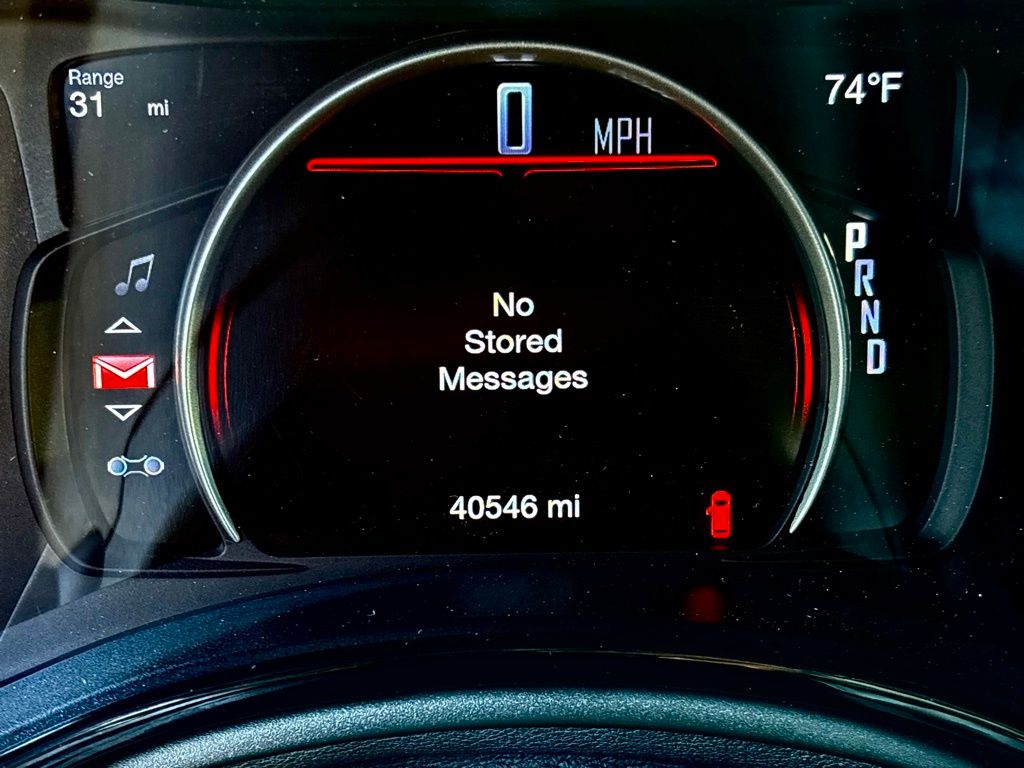 Range
31 mi
0 MPH
74°F
P
R
N
D
No
Stored
Messages
40546 mi